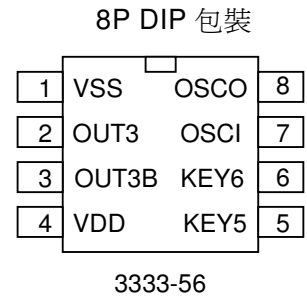 8P DIP 包裝
1 VSS OSCO 8
2 OUT3 OSCI 7
3 OUT3B KEY6 6
4 VDD KEY5 5
3333-56